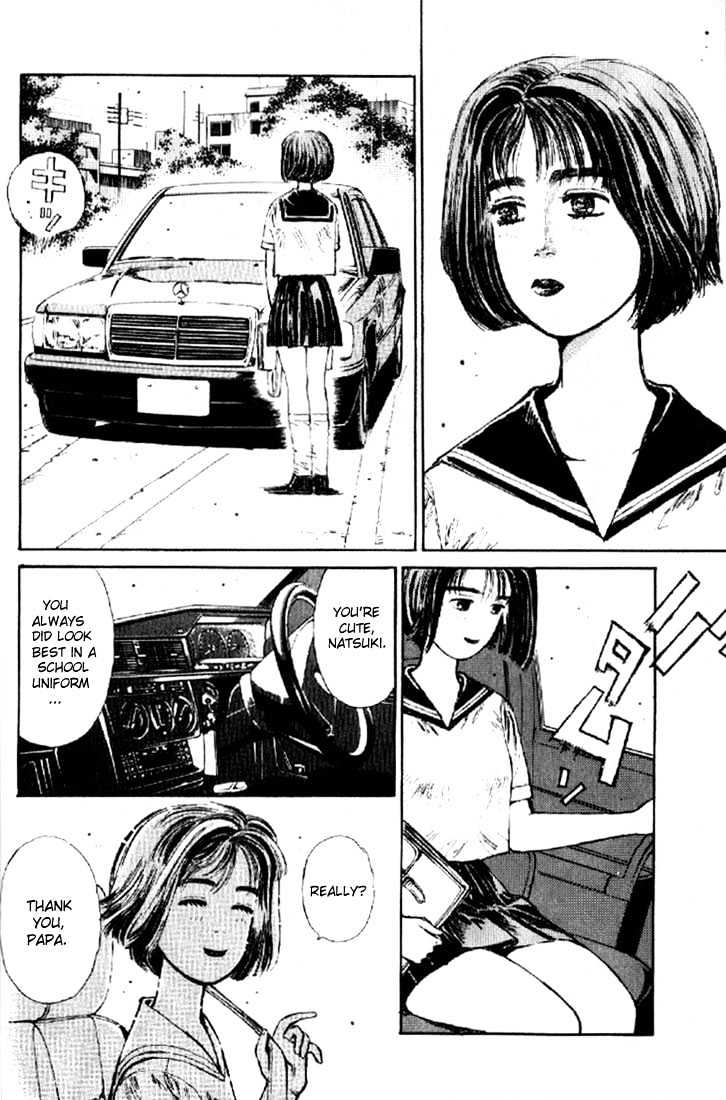 キッ
バタム
ン
YOU'RE
CUTE,
NATSUKI.
YOU
ALWAYS
DID LOOK
BEST IN A
SCHOOL
UNIFORM
...
REALLY?
THANK
YOU,
PAPA.